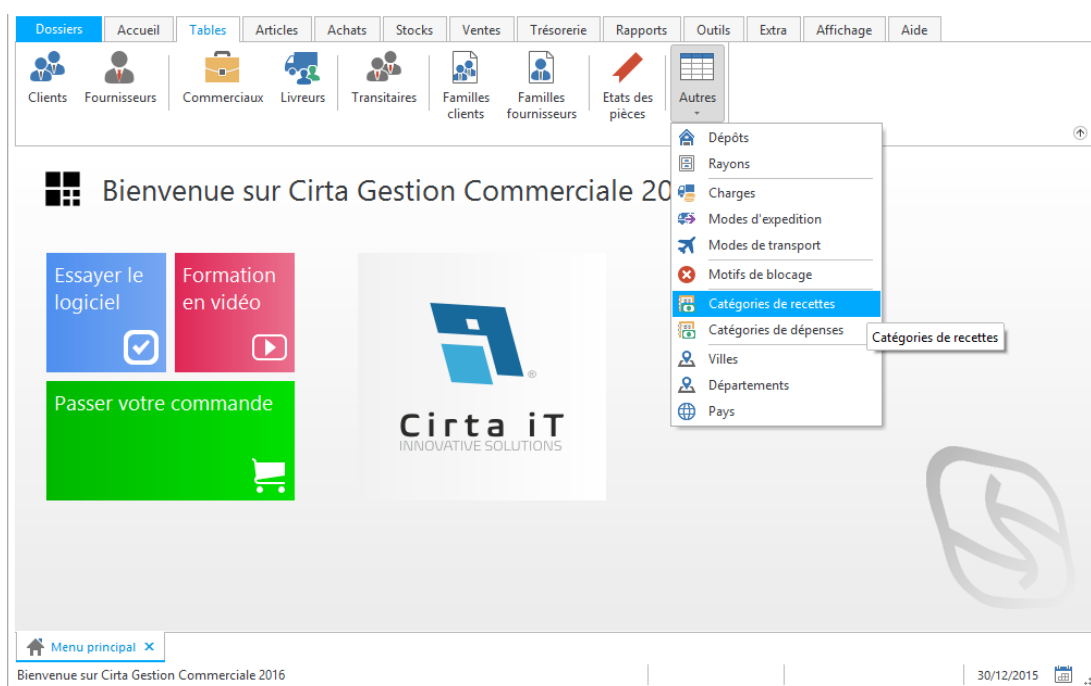 Dossiers Accueil Tables Articles Achats Stocks Ventes Trésorerie Rapports Outils Extra Affichage Aide
Clients Fournisseurs Commerciaux Livreurs Transitaires Familles clients Familles fournisseurs Etats des pièces Autres
Dépôts
Rayons
Charges
Modes d'expedition
Modes de transport
Motifs de blocage
Catégories de recettes
Catégories de dépenses
Catégories de recettes
Villes
Départements
Pays
Bienvenue sur Cirta Gestion Commerciale 20
Essayer le
logiciel
Formation
en vidéo
Passer votre commande
®
Cirta iT
INNOVATIVE SOLUTIONS
Menu principal
Bienvenue sur Cirta Gestion Commerciale 2016
30/12/2015